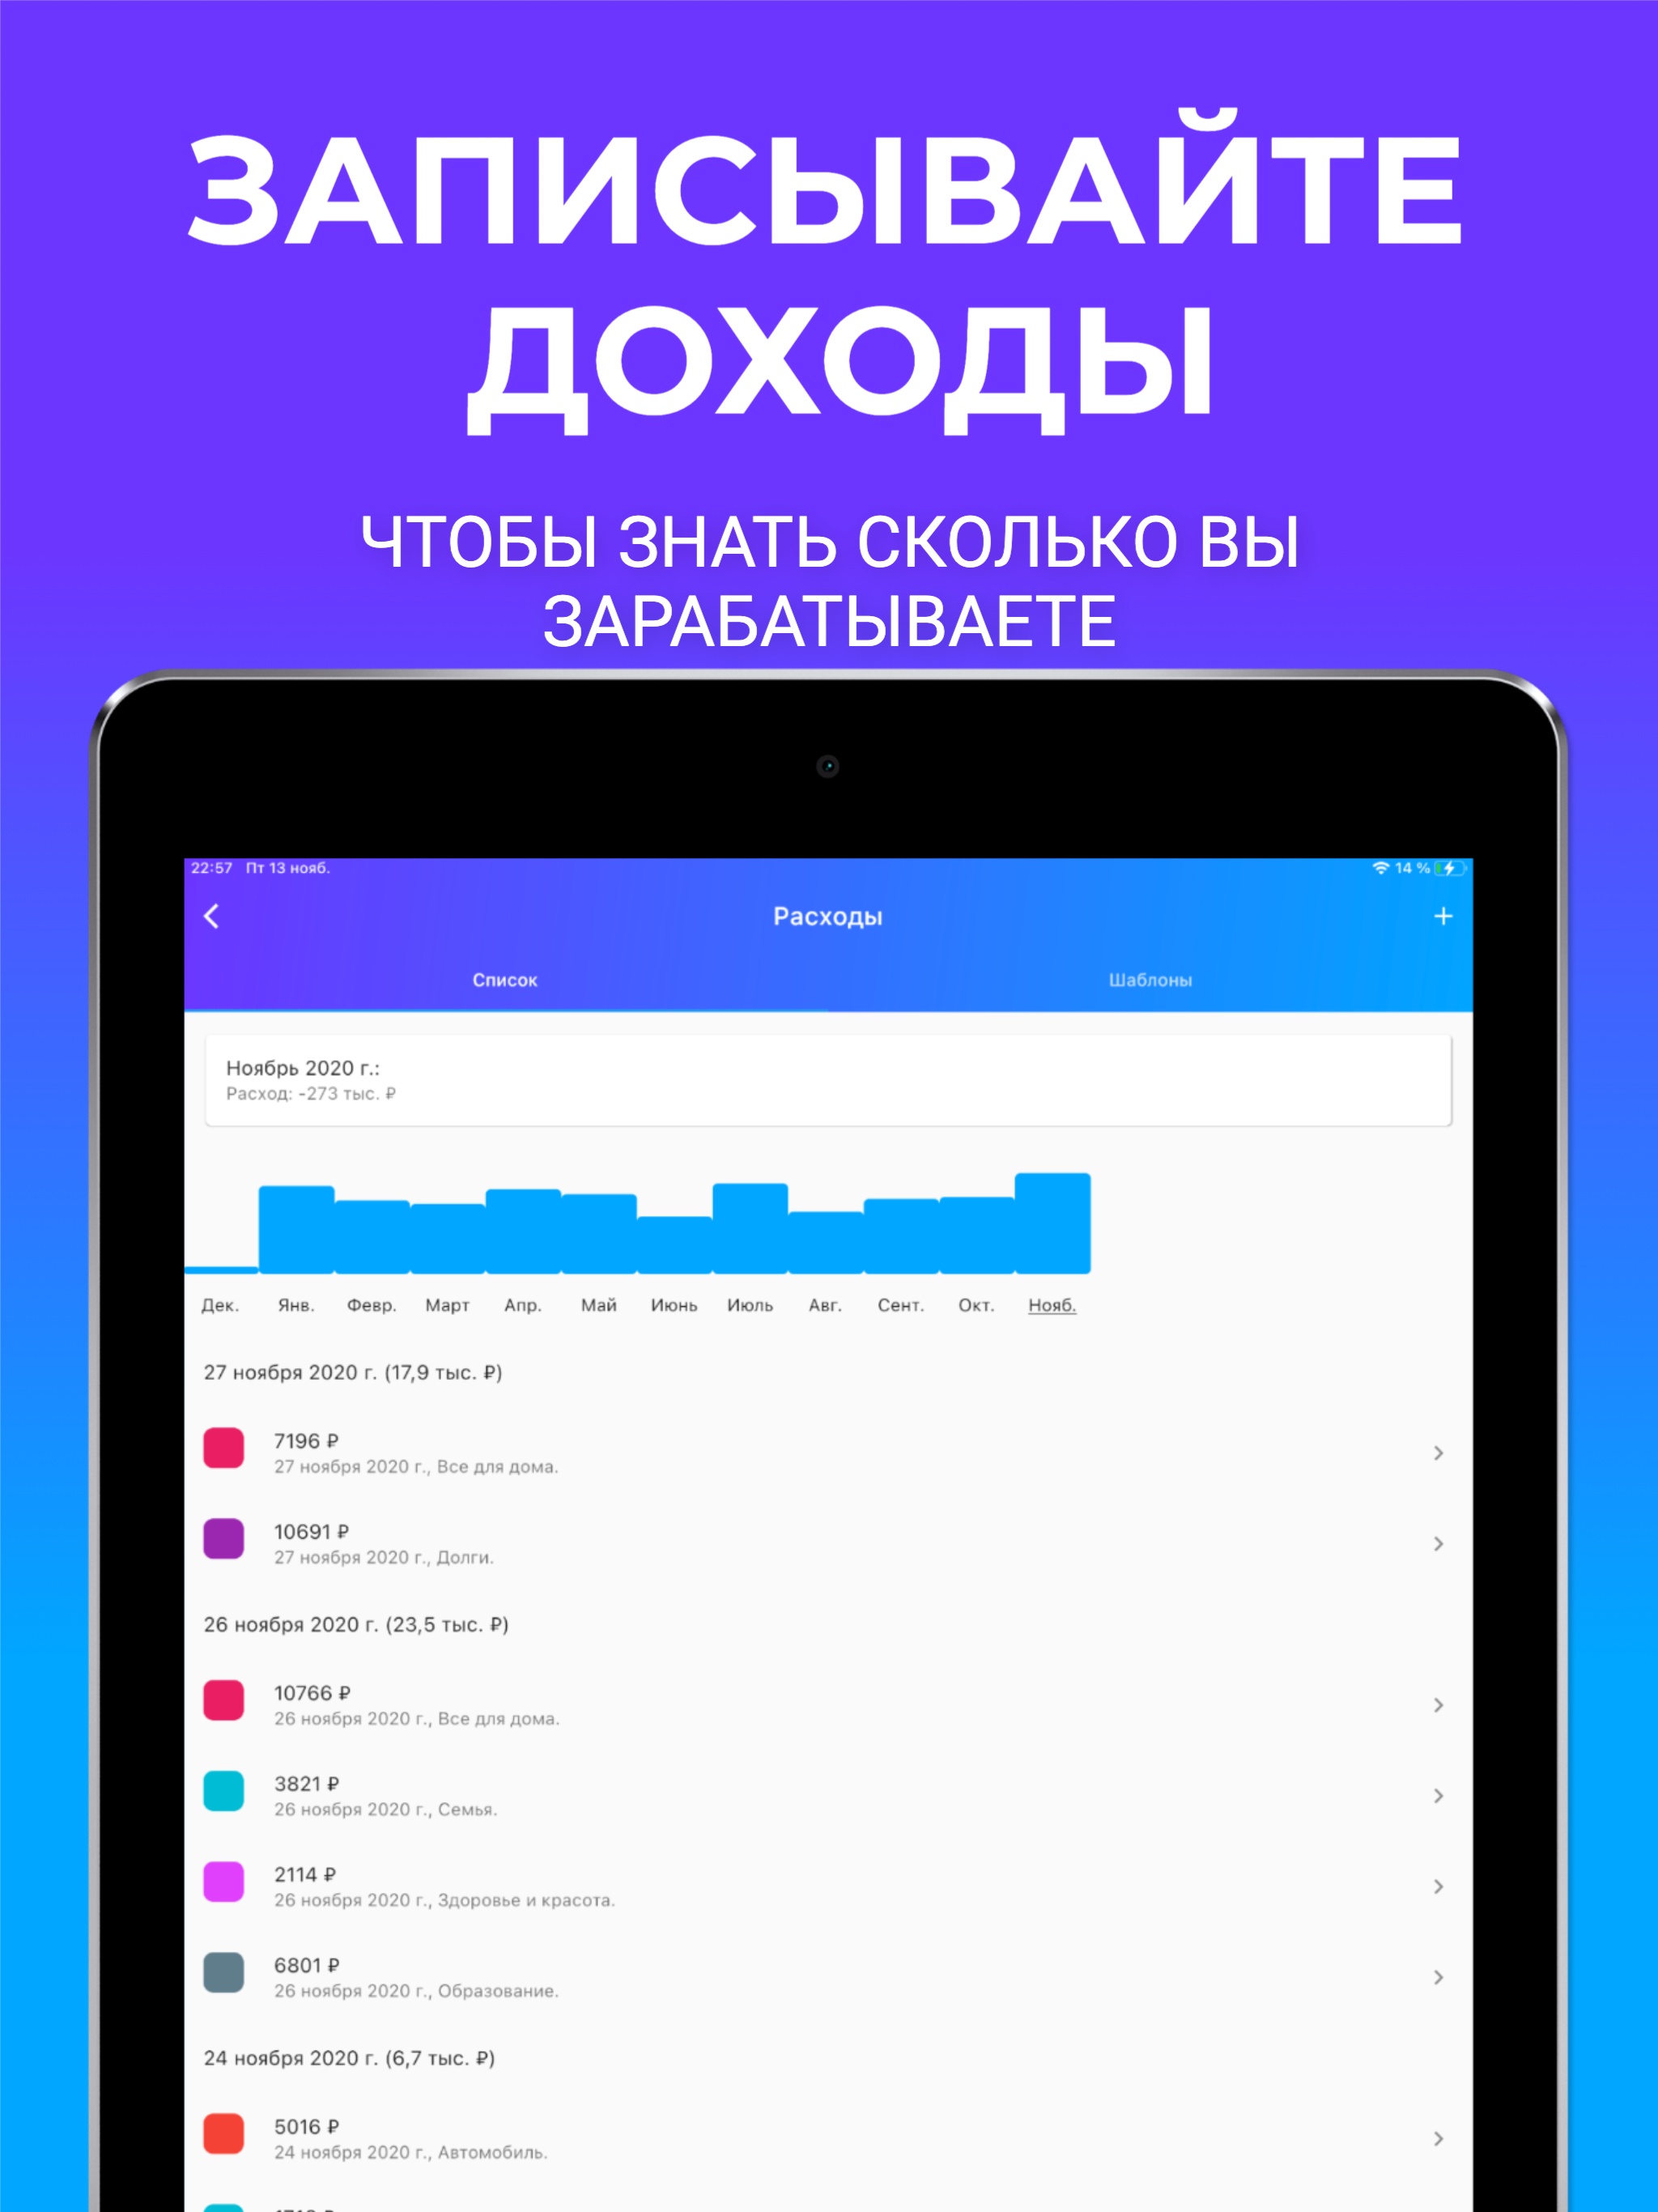 ЗАПИСЫВАЙТЕ
ДОХОДЫ
ЧТОБЫ ЗНАТЬ СКОЛЬКО ВЫ
ЗАРАБАТЫВАЕТЕ
22:57 Пт 13 нояб. 14 %
Расходы
Список Шаблоны
Ноябрь 2020 г.:
Расход: -273 тыс. ₽
Дек. Янв. Февр. Март Апр. Май Июнь Июль Авг. Сент. Окт. Нояб.
27 ноября 2020 г. (17,9 тыс. ₽)
7196 ₽
27 ноября 2020 г., Все для дома.
10691 ₽
27 ноября 2020 г., Долги.
26 ноября 2020 г. (23,5 тыс. ₽)
10766 ₽
26 ноября 2020 г., Все для дома.
3821 ₽
26 ноября 2020 г., Семья.
2114 ₽
26 ноября 2020 г., Здоровье и красота.
6801 ₽
26 ноября 2020 г., Образование.
24 ноября 2020 г. (6,7 тыс. ₽)
5016 ₽
24 ноября 2020 г., Автомобиль.